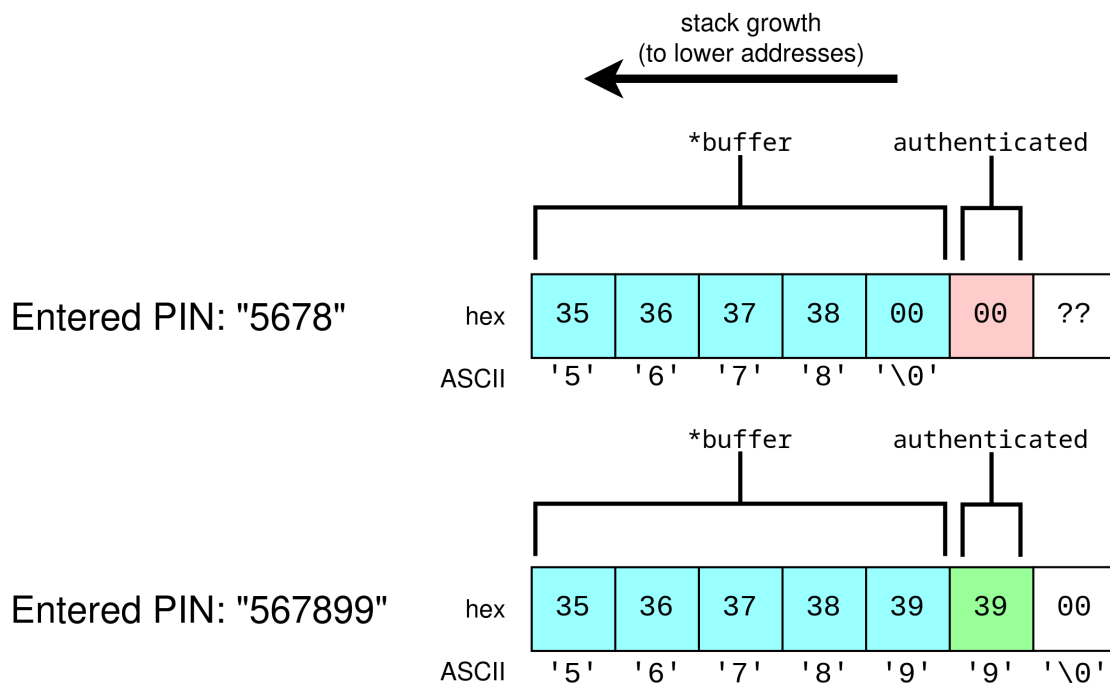 stack growth
(to lower addresses)
*buffer authenticated
Entered PIN: "5678" hex 35 36 37 38 00 00 ??
ASCII '5' '6' '7' '8' '\0'
*buffer authenticated
Entered PIN: "567899" hex 35 36 37 38 39 39 00
ASCII '5' '6' '7' '8' '9' '9' '\0'